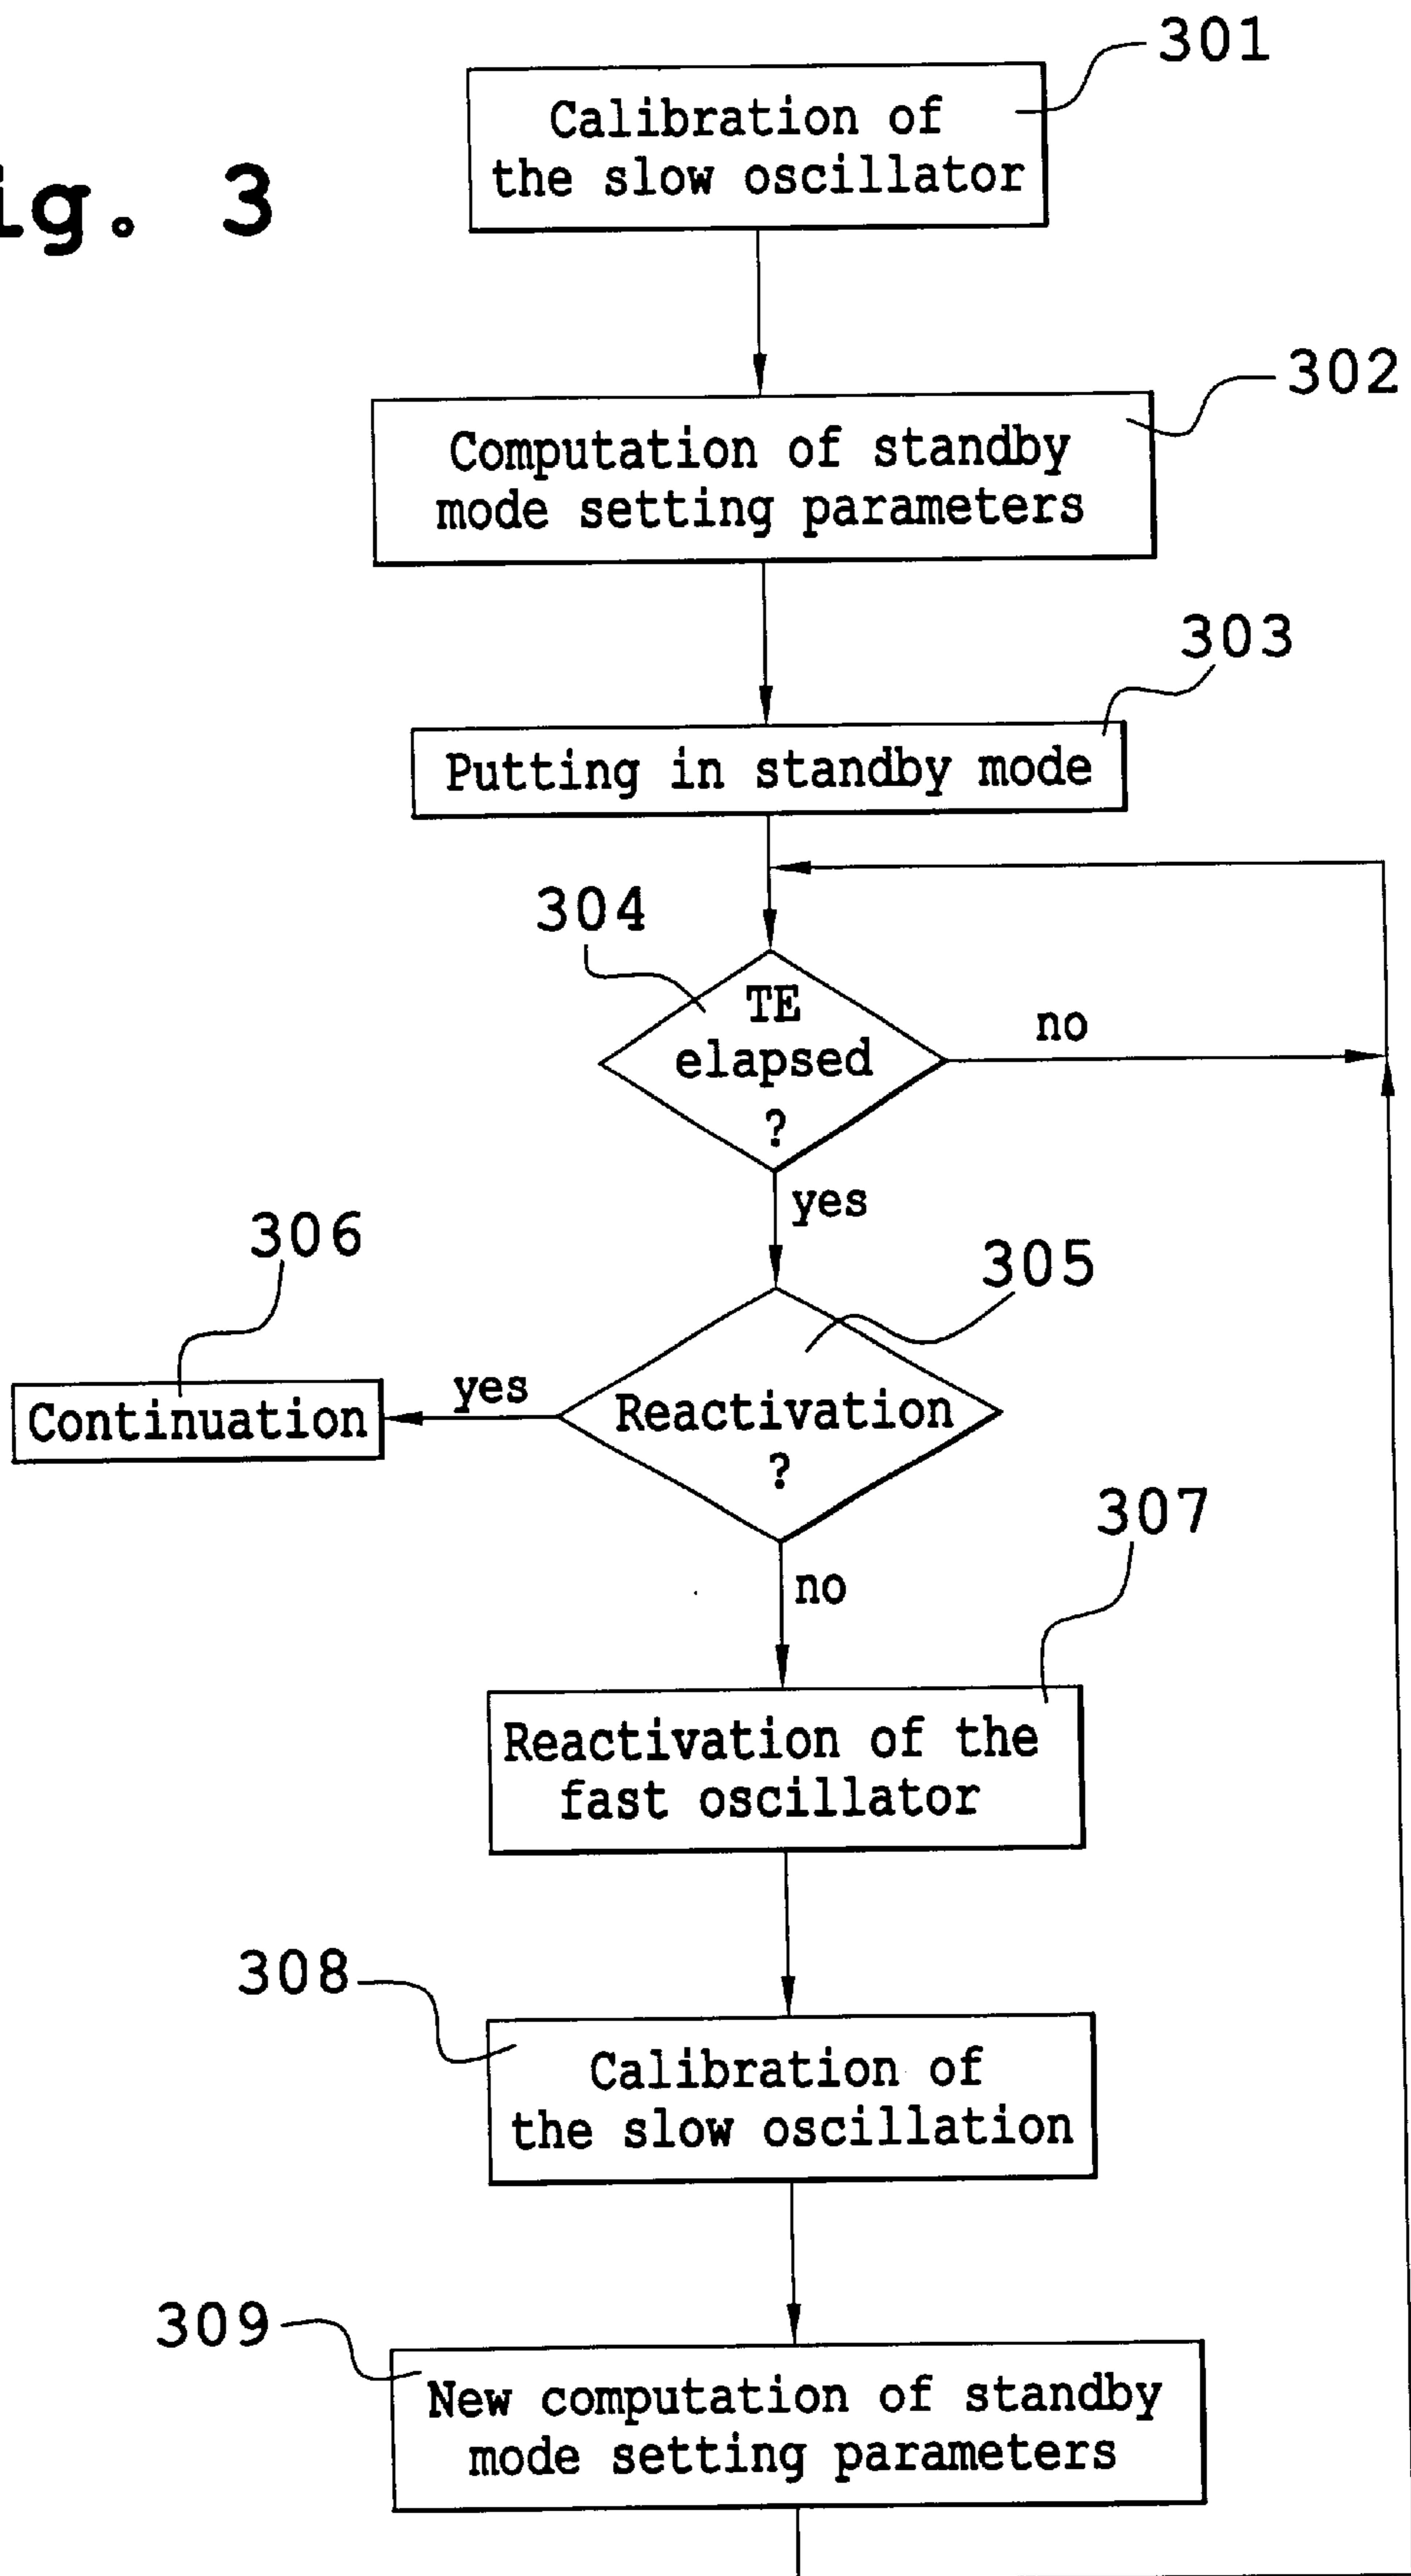 ig. 3
301
Calibration of
the slow oscillator
302
Computation of standby
mode setting parameters
303
Putting in standby mode
304
TE
elapsed
?
no
yes
305
306
Reactivation
?
yes
Continuation
no
307
Reactivation of the
fast oscillator
308
Calibration of
the slow oscillation
309
New computation of standby
mode setting parameters